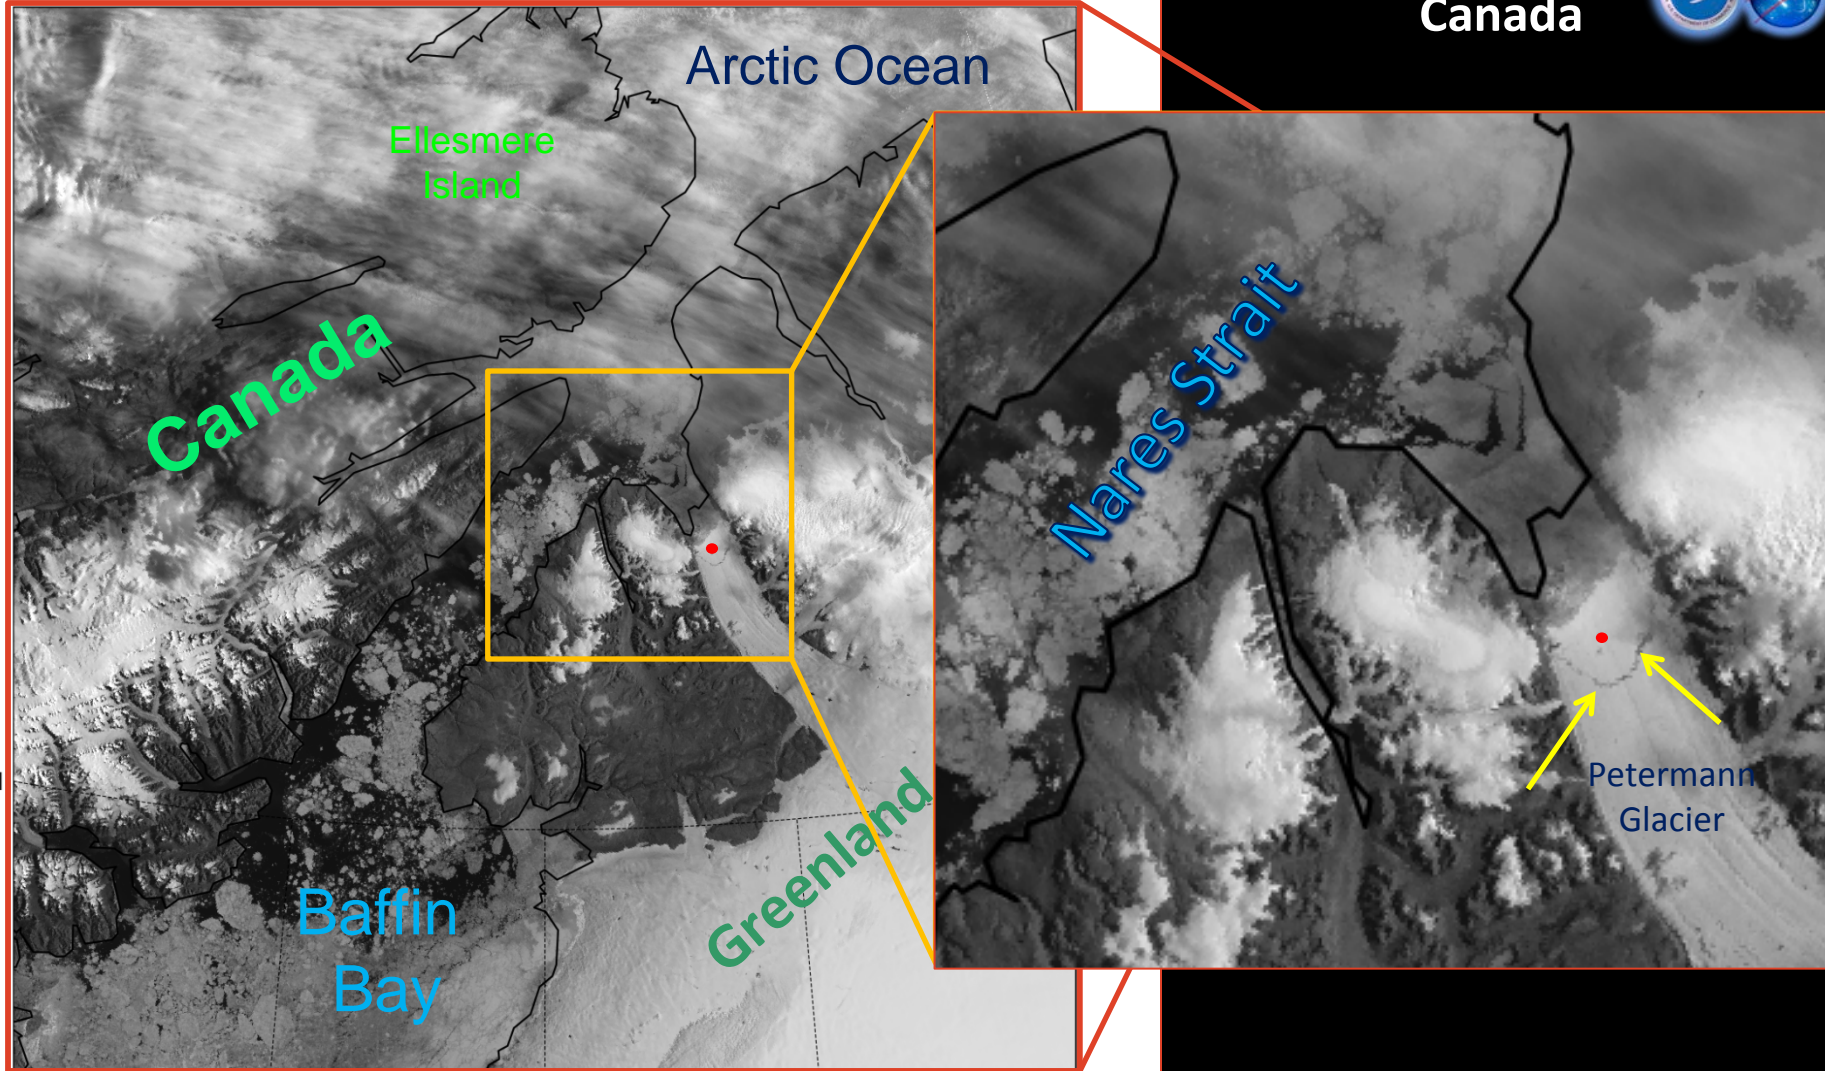 Canada
Arctic Ocean
Ellesmere
Island
Canada
Nares Strait
Petermann
Glacier
Greenland
Baffin
Bay